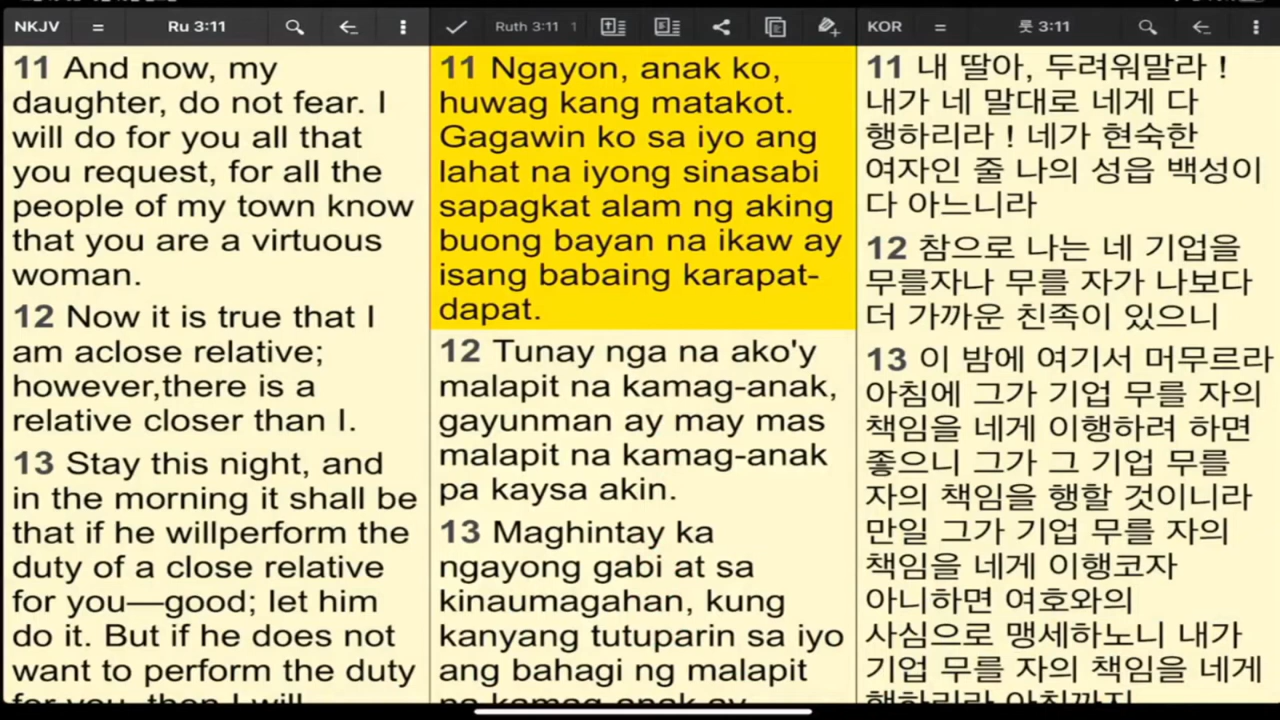 NKJV = Ru 3:11
11 And now, my
daughter, do not fear. I
will do for you all that
you request, for all the
people of my town know
that you are a virtuous
woman.
12 Now it is true that I
am aclose relative;
however,there is a
relative closer than I.
13 Stay this night, and
in the morning it shall be
that if he willperform the
duty of a close relative
for you—good; let him
do it. But if he does not
want to perform the duty
for you, then I will
Ruth 3:11 1
11 Ngayon, anak ko,
huwag kang matakot.
Gagawin ko sa iyo ang
lahat na iyong sinasabi
sapagkat alam ng aking
buong bayan na ikaw ay
isang babaing karapat-
dapat.
12 Tunay nga na ako'y
malapit na kamag-anak,
gayunman ay may mas
malapit na kamag-anak
pa kaysa akin.
13 Maghintay ka
ngayong gabi at sa
kinaumagahan, kung
kanyang tutuparin sa iyo
ang bahagi ng malapit
na kamag-anak ay
KOR = 룻 3:11
11 내 딸아, 두려워말라 !
내가 네 말대로 네게 다
행하리라 ! 네가 현숙한
여자인 줄 나의 성읍 백성이
다 아느니라
12 참으로 나는 네 기업을
무를자나 무를 자가 나보다
더 가까운 친족이 있으니
13 이 밤에 여기서 머무르라
아침에 그가 기업 무를 자의
책임을 네게 이행하려 하면
좋으니 그가 그 기업 무를
자의 책임을 행할 것이니라
만일 그가 기업 무를 자의
책임을 네게 이행코자
아니하면 여호와의
사심으로 맹세하노니 내가
기업 무를 자의 책임을 네게
행하리라 아침까지